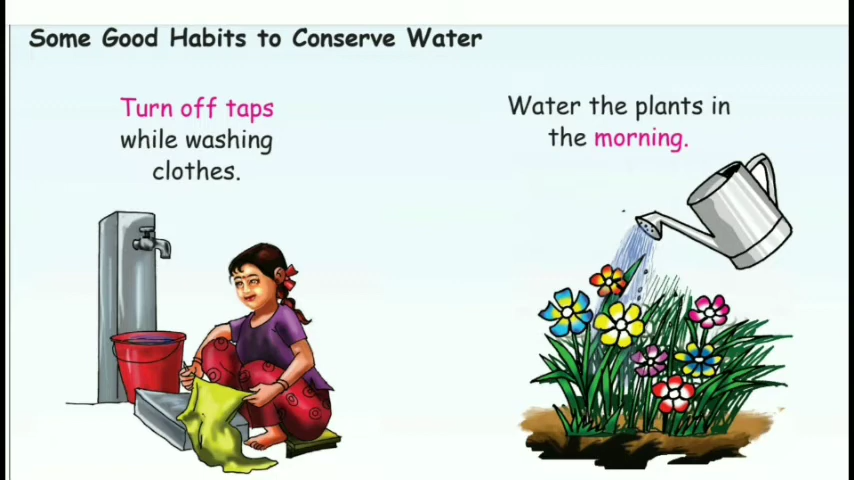 Some Good Habits to Conserve Water
Turn off taps
while washing
clothes.
Water the plants in
the morning.